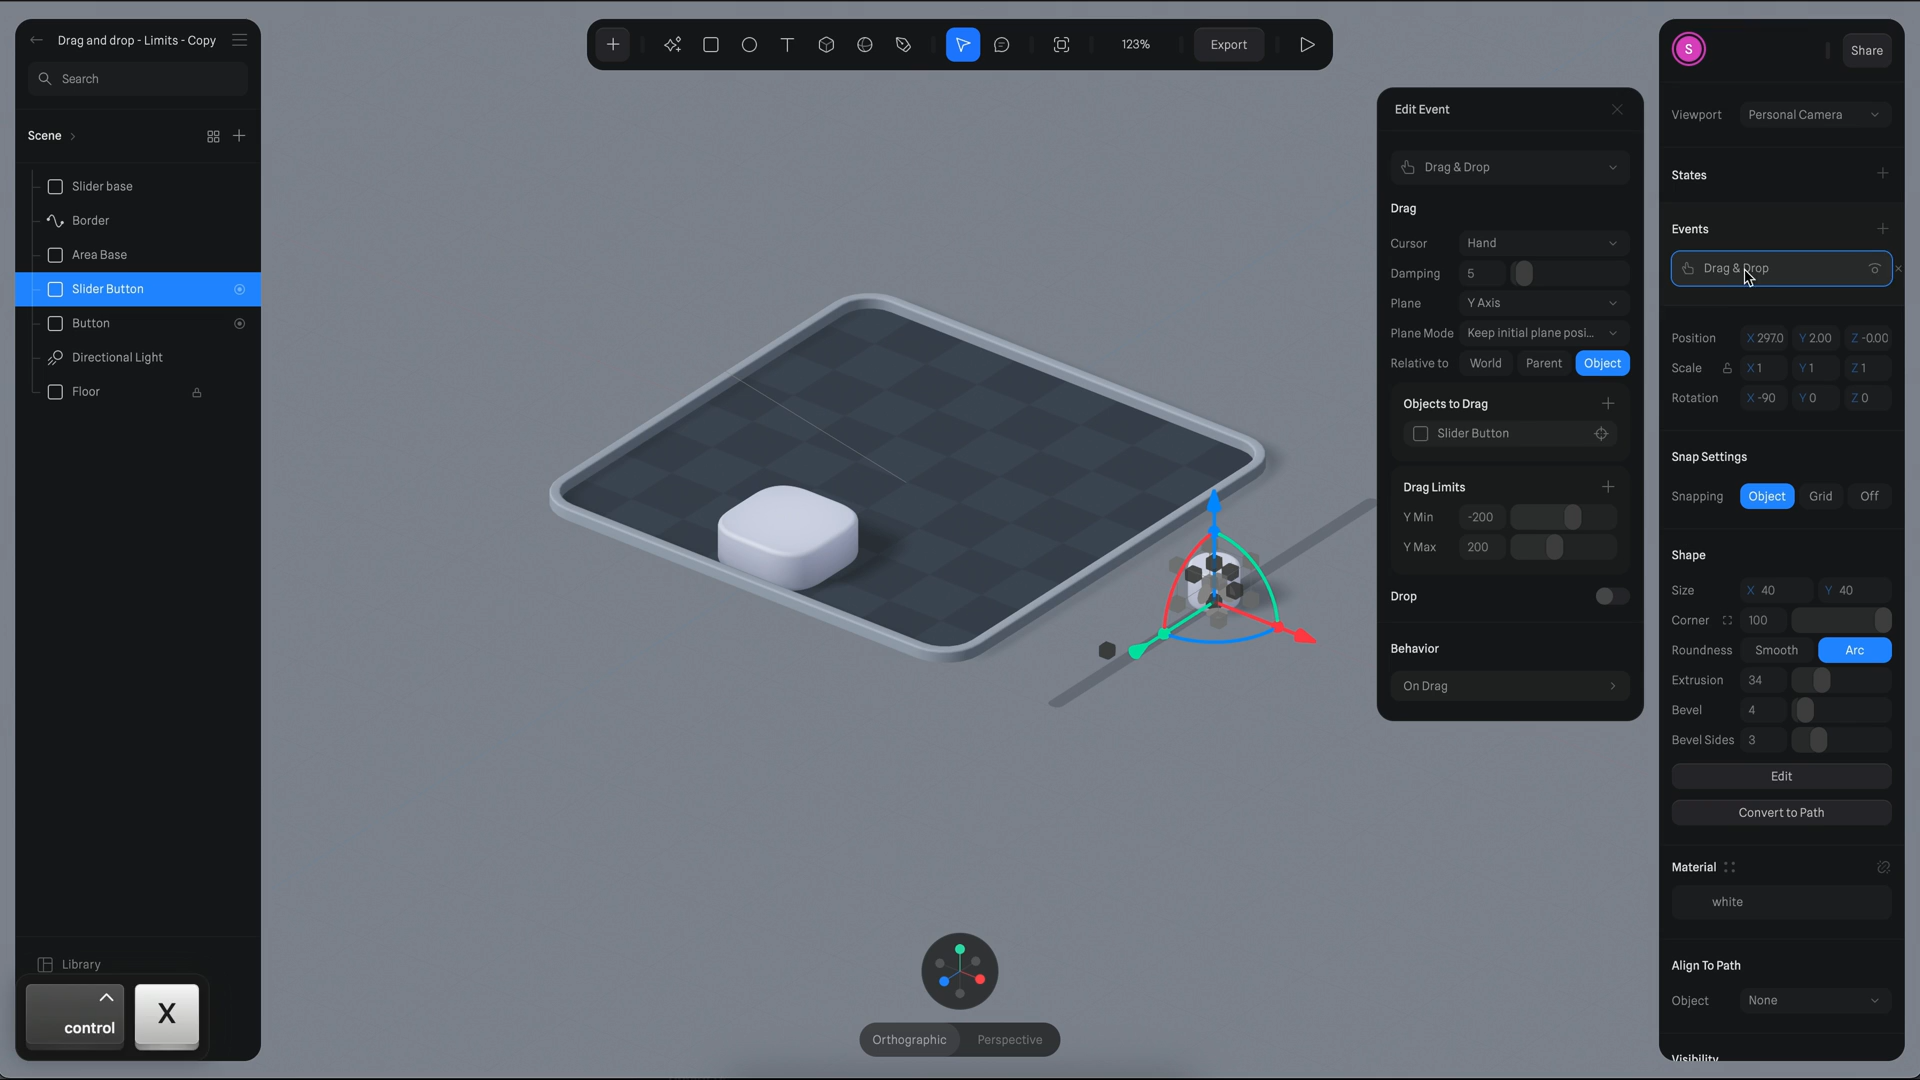 Drag and drop - Limits - Copy
Search
Scene
Slider base
Border
Area Base
Slider Button
Button
Directional Light
Floor
Library
control
X
T
123%
Export
Orthographic
Perspective
Edit Event
Drag & Drop
Drag
Cursor
Hand
Damping
5
Plane
Y Axis
Plane Mode
Keep initial plane posi...
Relative to
World
Parent
Object
Objects to Drag
Slider Button
Drag Limits
Y Min
-200
Y Max
200
Drop
Behavior
On Drag
S
Share
Viewport
Personal Camera
States
Events
Drag & Drop
Position
X 297.0
Y 2.00
Z -0.00
Scale
X 1
Y 1
Z 1
Rotation
X -90
Y 0
Z 0
Snap Settings
Snapping
Object
Grid
Off
Shape
Size
X 40
Y 40
Corner
100
Roundness
Smooth
Arc
Extrusion
34
Bevel
4
Bevel Sides
3
Edit
Convert to Path
Material
white
Align To Path
Object
None
Visibility